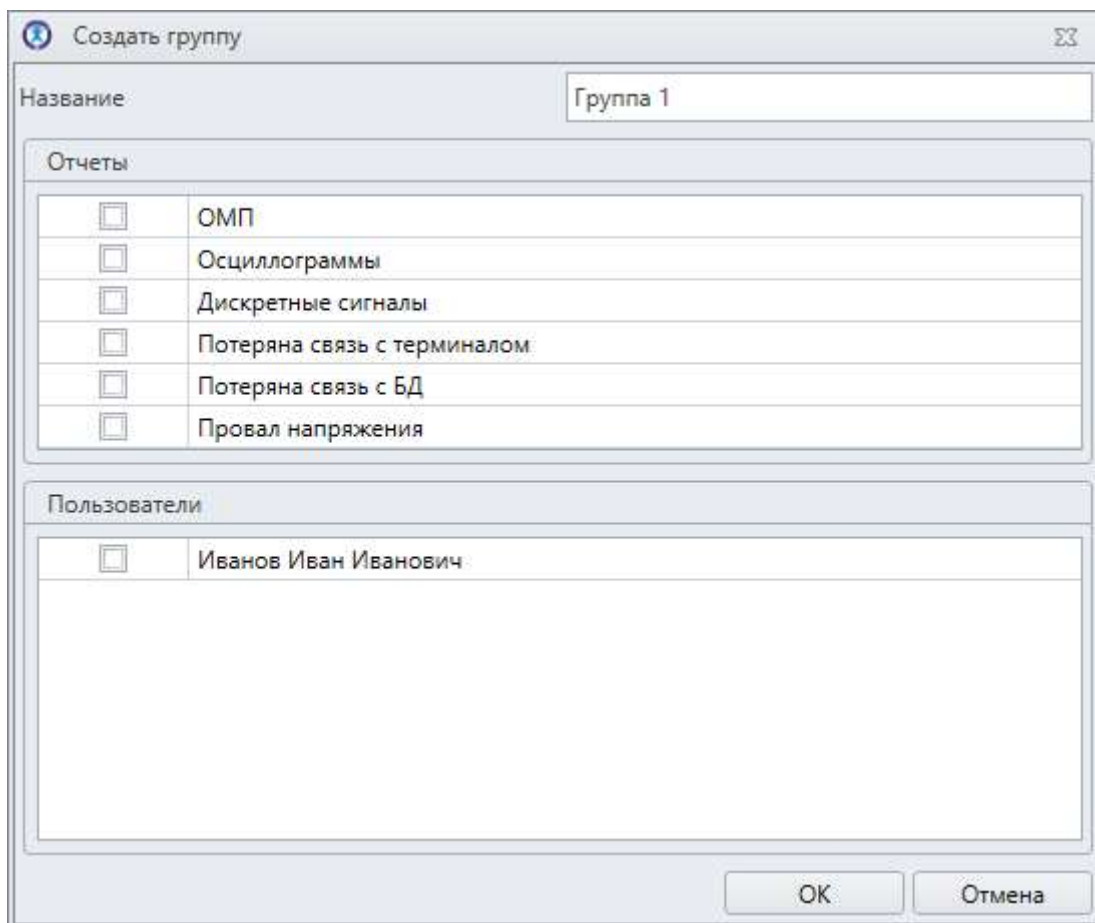 Создать группу
Название
Группа 1
Отчеты
ОМП
Осциллограммы
Дискретные сигналы
Потеряна связь с терминалом
Потеряна связь с БД
Провал напряжения
Пользователи
Иванов Иван Иванович
ОК
Отмена